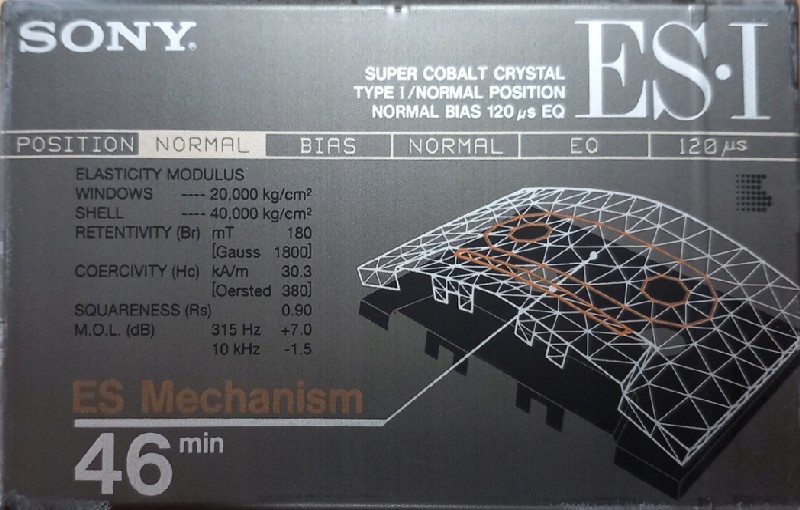 SONY®
ES·I
SUPER COBALT CRYSTAL
TYPE I/NORMAL POSITION
NORMAL BIAS 120 μs EQ
POSITION NORMAL BIAS NORMAL EQ 120 μs
ELASTICITY MODULUS
WINDOWS ---- 20,000 kg/cm²
SHELL ---- 40,000 kg/cm²
RETENTIVITY (Br) mT 180
[Gauss 1800]
COERCIVITY (Hc) kA/m 30.3
[Oersted 380]
SQUARENESS (Rs) 0.90
M.O.L. (dB) 315 Hz +7.0
10 kHz -1.5
ES Mechanism
46 min